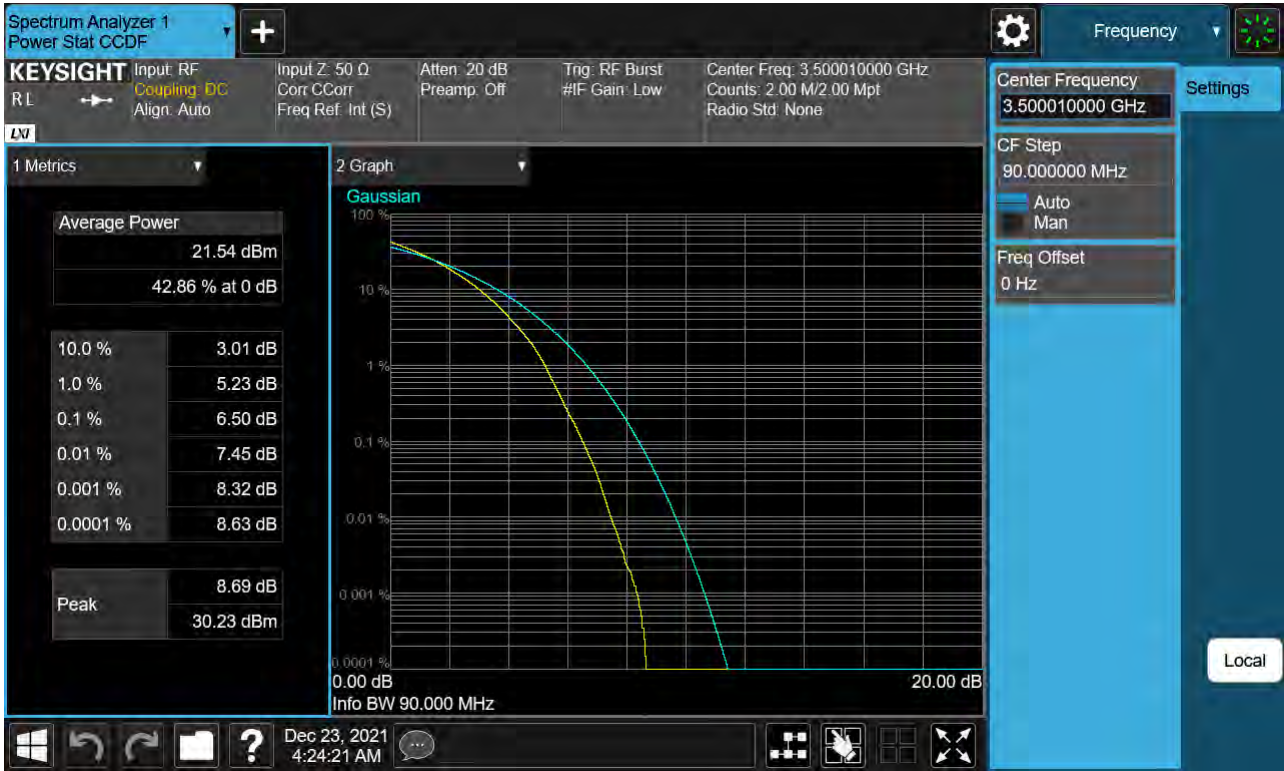 Spectrum Analyzer 1
Power Stat CCDF
Frequency
KEYSIGHT
RL
LXI
Input: RF
Coupling: DC
Align: Auto
Input Z: 50 Ω
Corr CCorr
Freq Ref: Int (S)
Atten: 20 dB
Preamp: Off
Trig: RF Burst
#IF Gain: Low
Center Freq: 3.500010000 GHz
Counts: 2.00 M/2.00 Mpt
Radio Std: None
Center Frequency
3.500010000 GHz
Settings
CF Step
90.000000 MHz
Auto
Man
Freq Offset
0 Hz
1 Metrics
Average Power
21.54 dBm
42.86 % at 0 dB
10.0 % 3.01 dB
1.0 % 5.23 dB
0.1 % 6.50 dB
0.01 % 7.45 dB
0.001 % 8.32 dB
0.0001 % 8.63 dB
Peak
8.69 dB
30.23 dBm
2 Graph
Gaussian
100 %
10 %
1 %
0.1 %
0.01 %
0.001 %
0.0001 %
0.00 dB 20.00 dB
Info BW 90.000 MHz
Local
Dec 23, 2021
4:24:21 AM